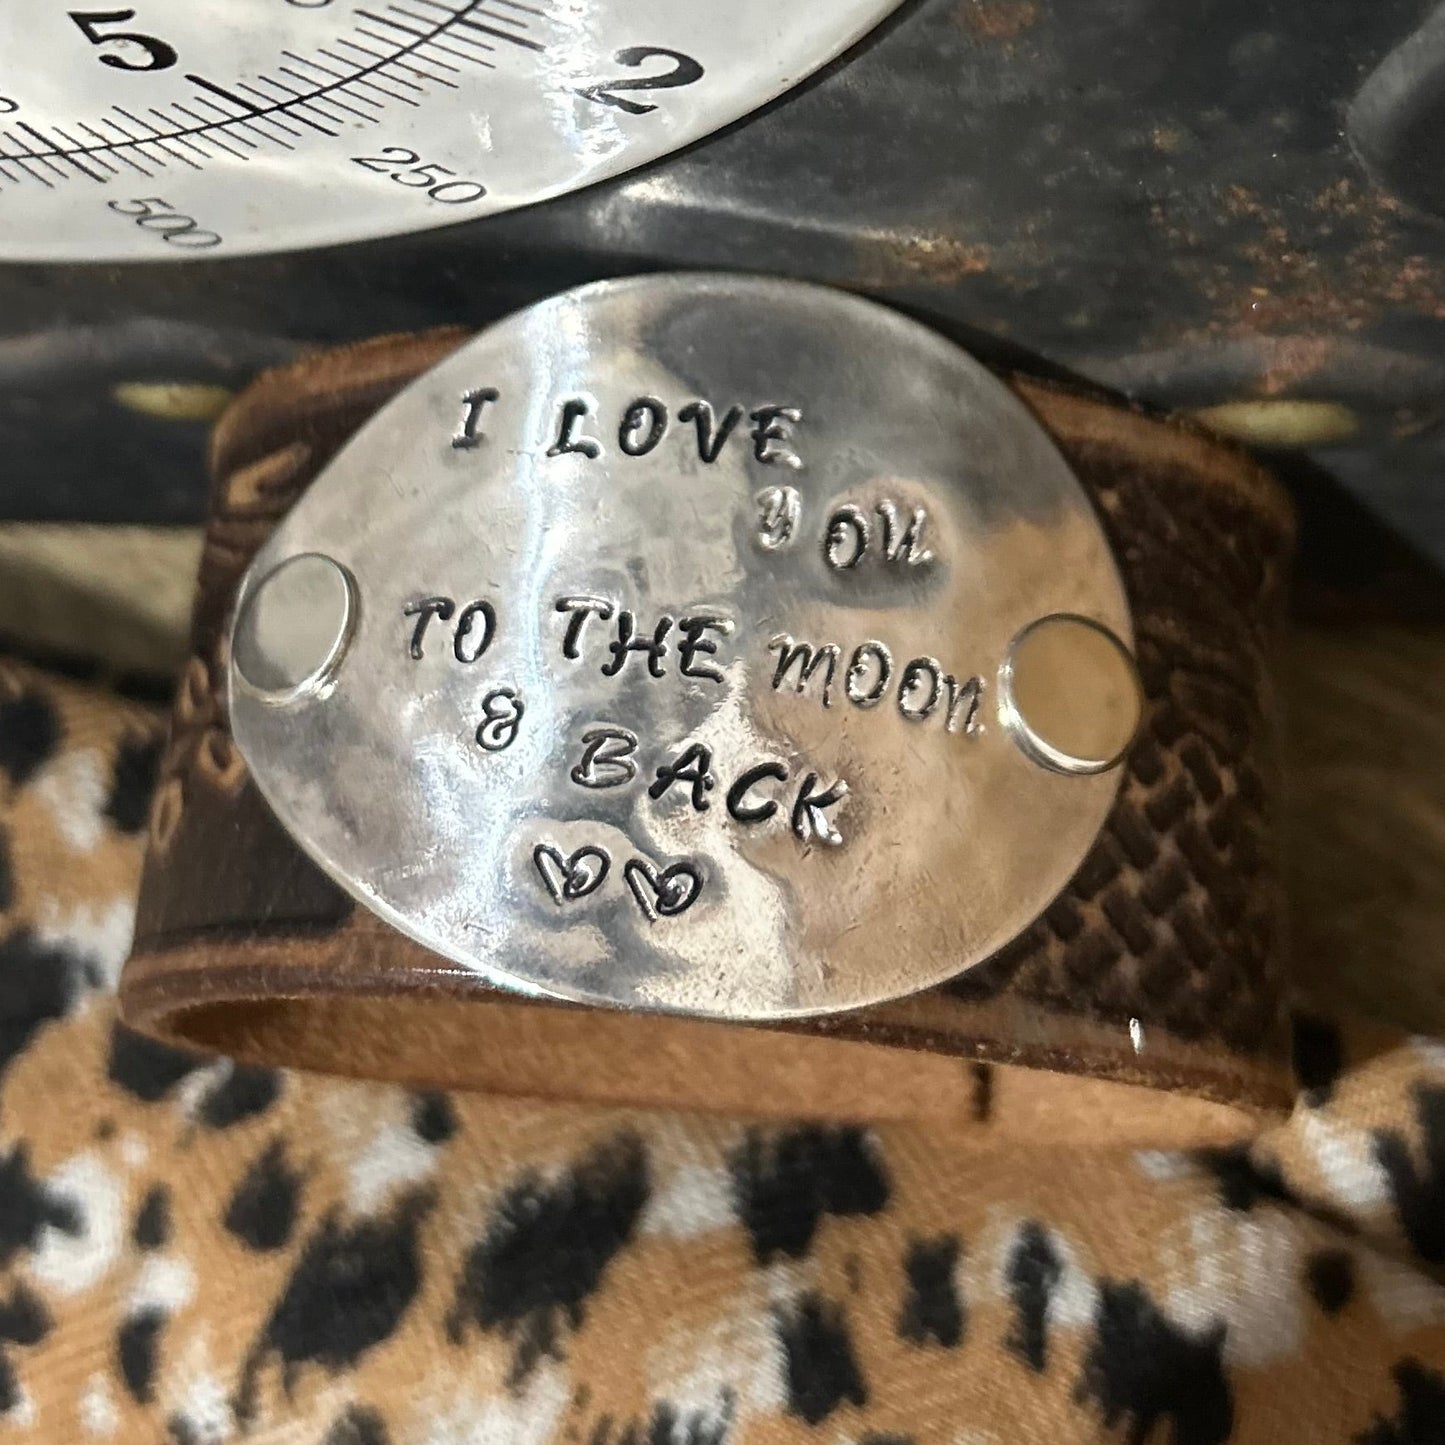 5 2
250
500
I LOVE
YOU
TO THE MOON
& BACK